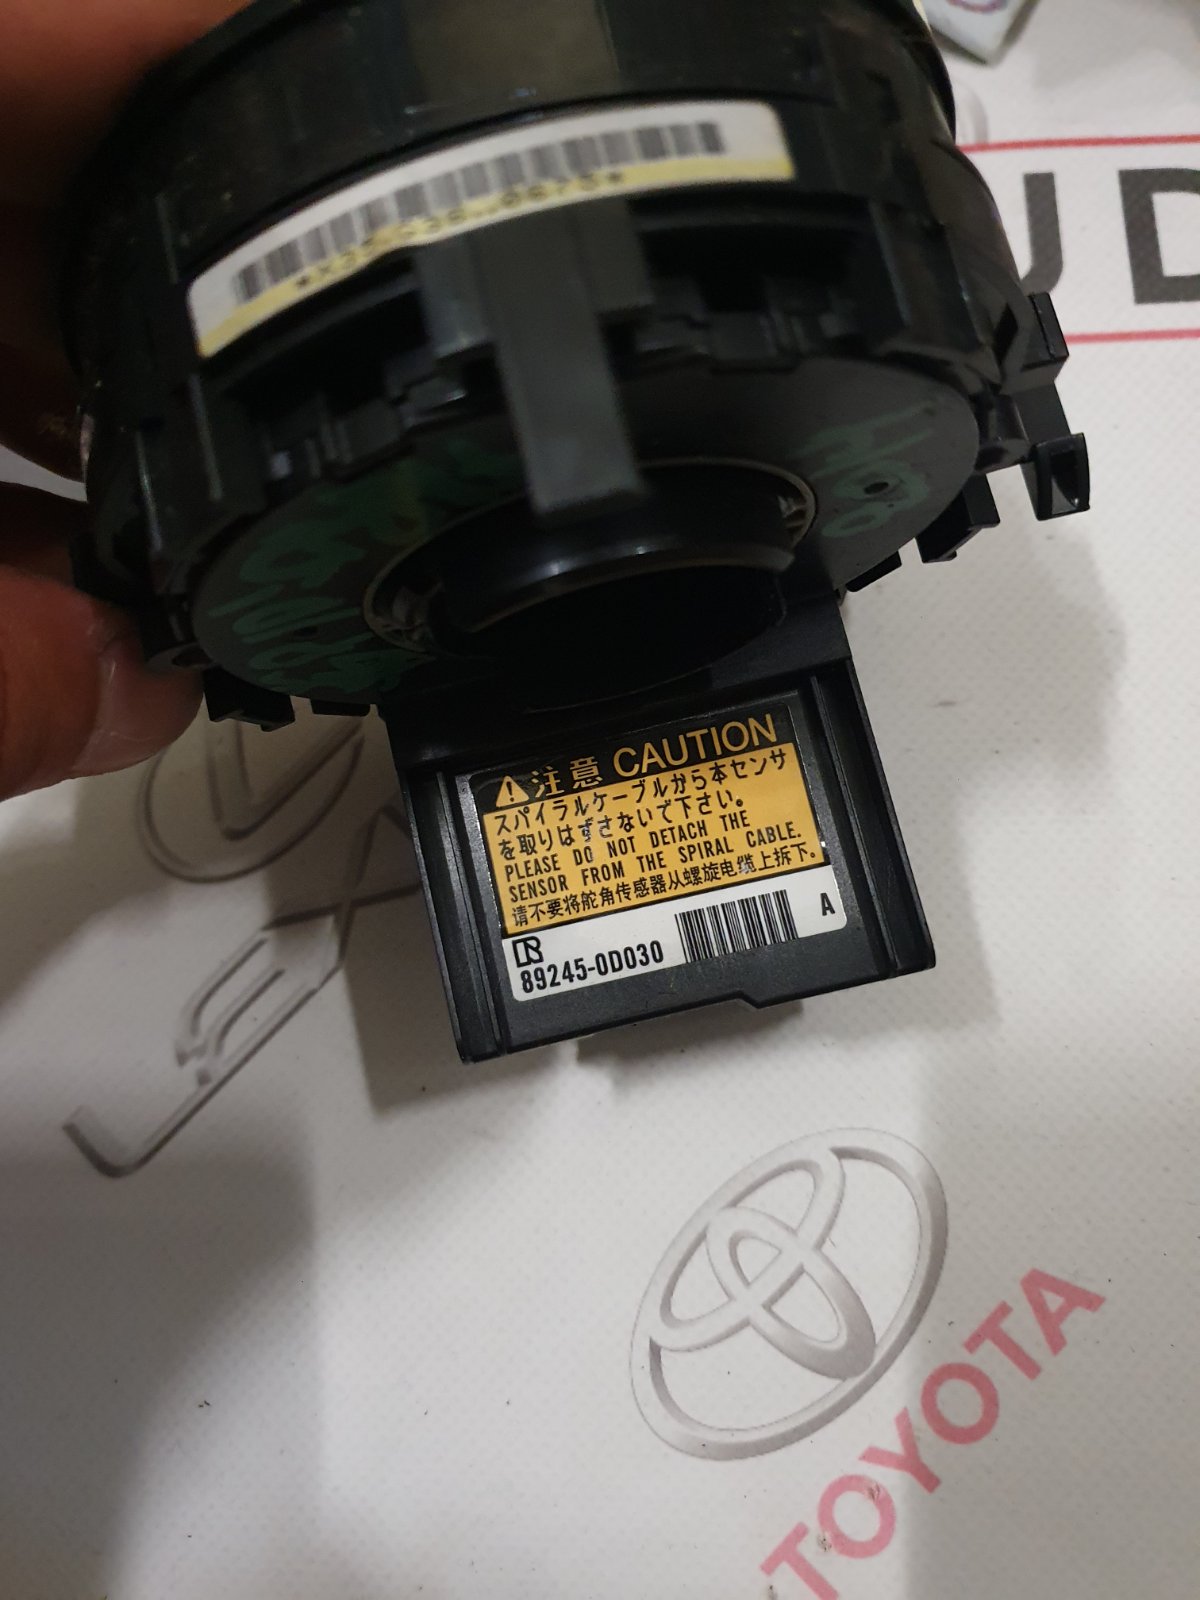 UD
注意 CAUTION
スパイラルケーブルから本センサ
を取りはずさないで下さい。
PLEASE DO NOT DETACH THE
SENSOR FROM THE SPIRAL CABLE.
请不要将舵角传感器从螺旋电缆上拆下。
89245-0D030
A
LEX
TOYOTA